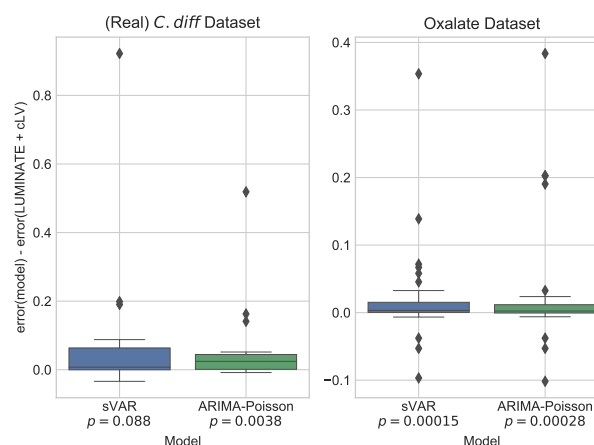 (Real) C. diff Dataset
error(model) - error(LUMINATE + cLV)
0.8
0.6
0.4
0.2
0.0
sVAR
p = 0.088
ARIMA-Poisson
p = 0.0038
Model
Oxalate Dataset
0.4
0.3
0.2
0.1
0.0
−0.1
sVAR
p = 0.00015
ARIMA-Poisson
p = 0.00028
Model